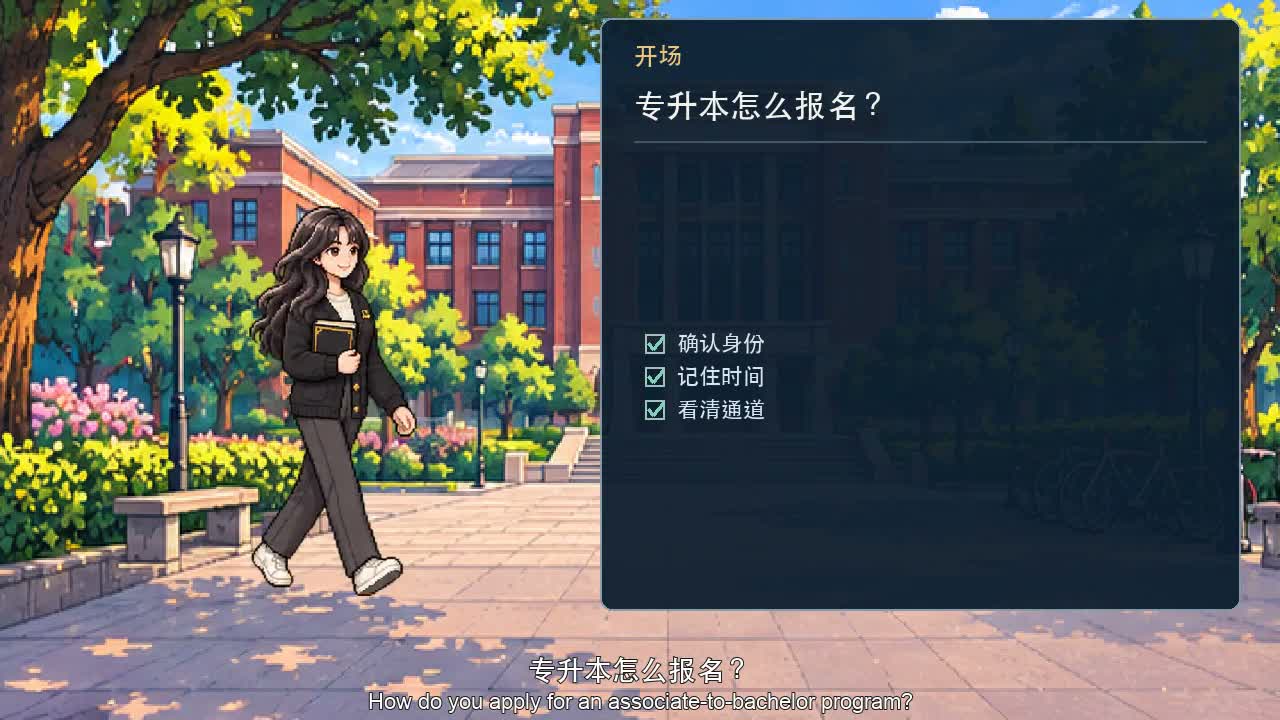 开场
专升本怎么报名？
确认身份
记住时间
看清通道
专升本怎么报名？
How do you apply for an associate-to-bachelor program?